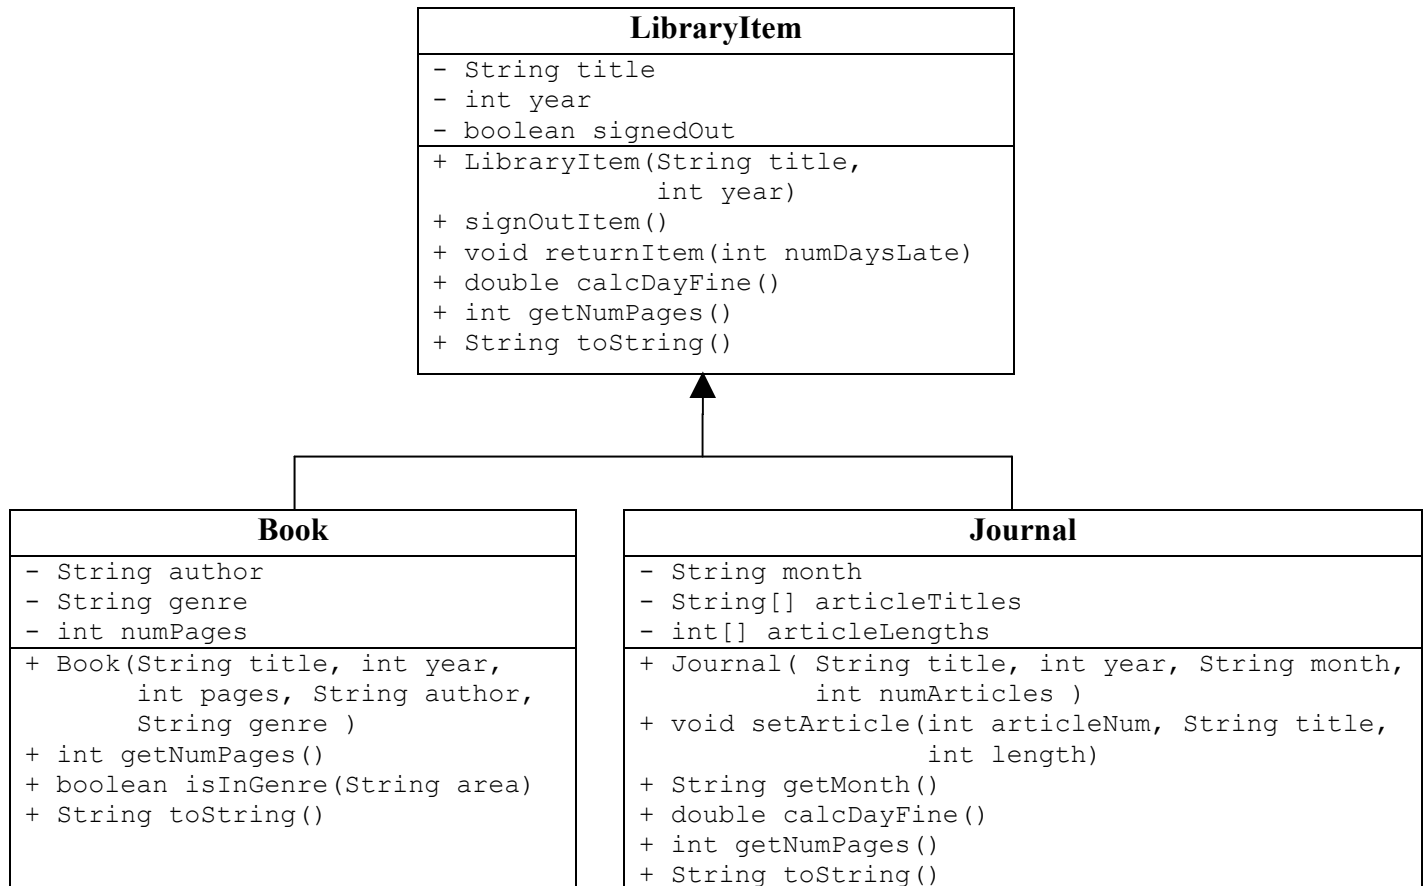 LibraryItem
- String title
- int year
- boolean signedOut
+ LibraryItem(String title,
int year)
+ signOutItem()
+ void returnItem(int numDaysLate)
+ double calcDayFine()
+ int getNumPages()
+ String toString()
Book
- String author
- String genre
- int numPages
+ Book(String title, int year,
int pages, String author,
String genre )
+ int getNumPages()
+ boolean isInGenre(String area)
+ String toString()
Journal
- String month
- String[] articleTitles
- int[] articleLengths
+ Journal( String title, int year, String month,
int numArticles )
+ void setArticle(int articleNum, String title,
int length)
+ String getMonth()
+ double calcDayFine()
+ int getNumPages()
+ String toString()